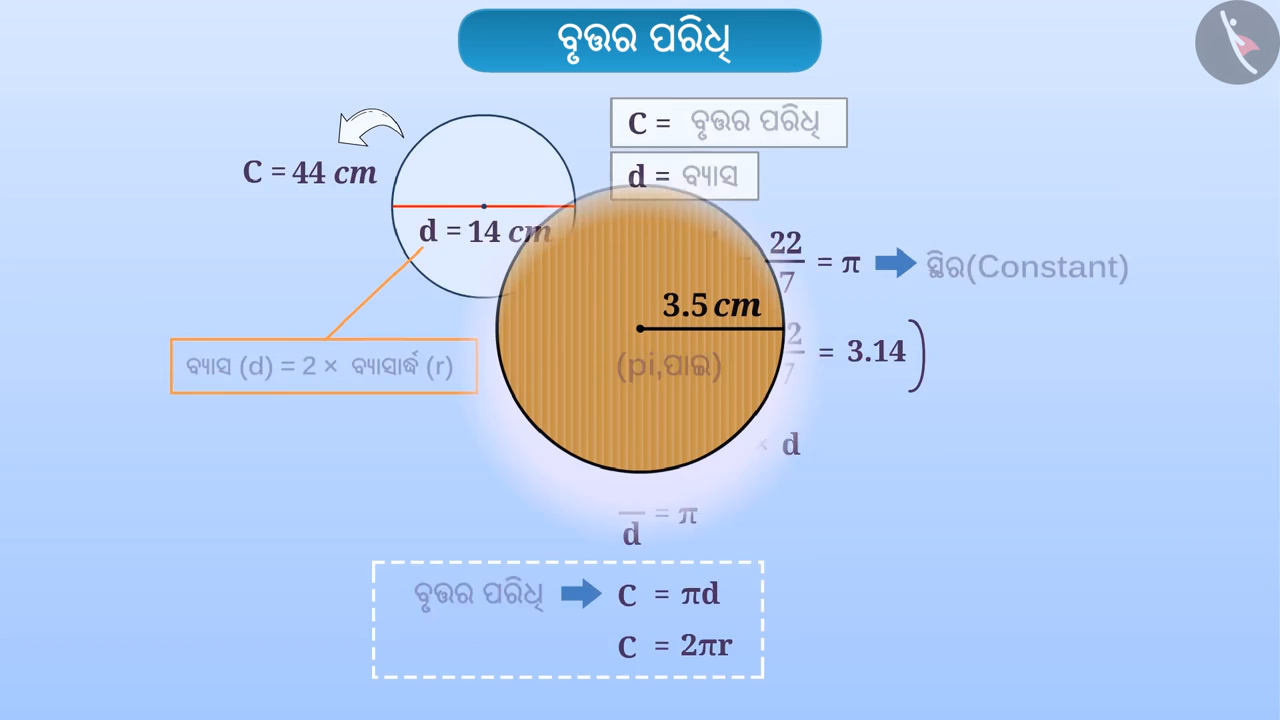 ବୃତ୍ତର ପରିଧି
C = ବୃତ୍ତର ପରିଧି
C = 44 cm
d = ବ୍ୟାସ
d = 14 cm
22/7 = π ସ୍ଥିର(Constant)
3.5 cm
= 3.14 )
ବ୍ୟାସ (d) = 2 × ବ୍ୟାସାର୍ଦ୍ଧ (r)
(pi,ପାଇ)
× d
d = π
ବୃତ୍ତର ପରିଧି C = πd
C = 2πr